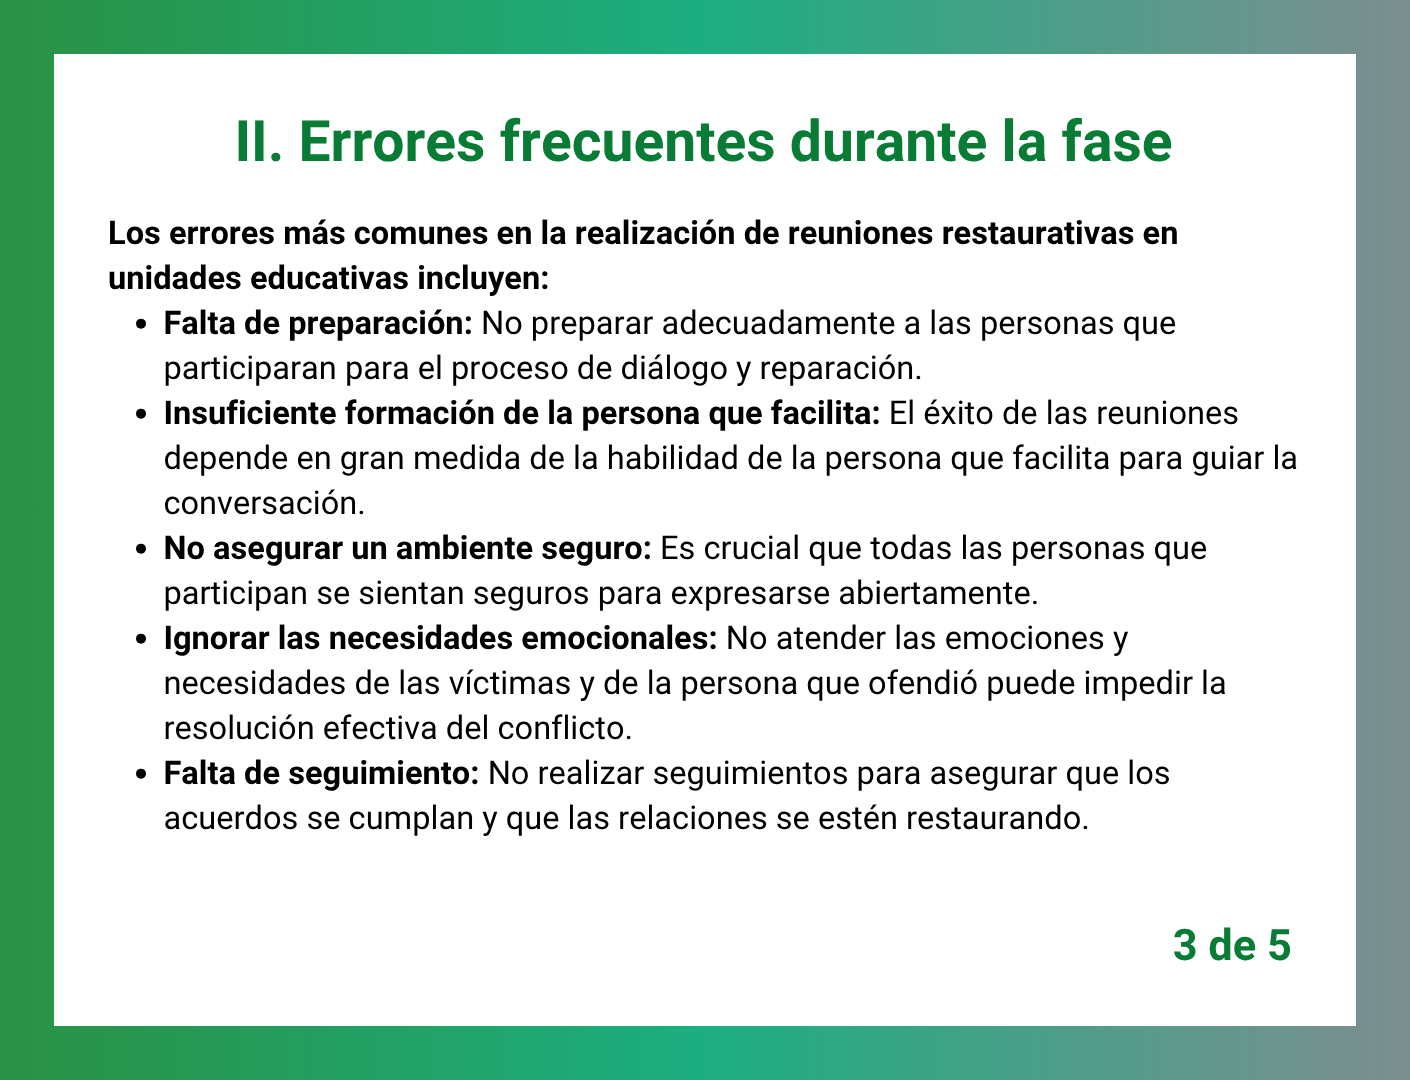 II. Errores frecuentes durante la fase
Los errores más comunes en la realización de reuniones restaurativas en
unidades educativas incluyen:
• Falta de preparación: No preparar adecuadamente a las personas que
participaran para el proceso de diálogo y reparación.
• Insuficiente formación de la persona que facilita: El éxito de las reuniones
depende en gran medida de la habilidad de la persona que facilita para guiar la
conversación.
• No asegurar un ambiente seguro: Es crucial que todas las personas que
participan se sientan seguros para expresarse abiertamente.
• Ignorar las necesidades emocionales: No atender las emociones y
necesidades de las víctimas y de la persona que ofendió puede impedir la
resolución efectiva del conflicto.
• Falta de seguimiento: No realizar seguimientos para asegurar que los
acuerdos se cumplan y que las relaciones se estén restaurando.
3 de 5